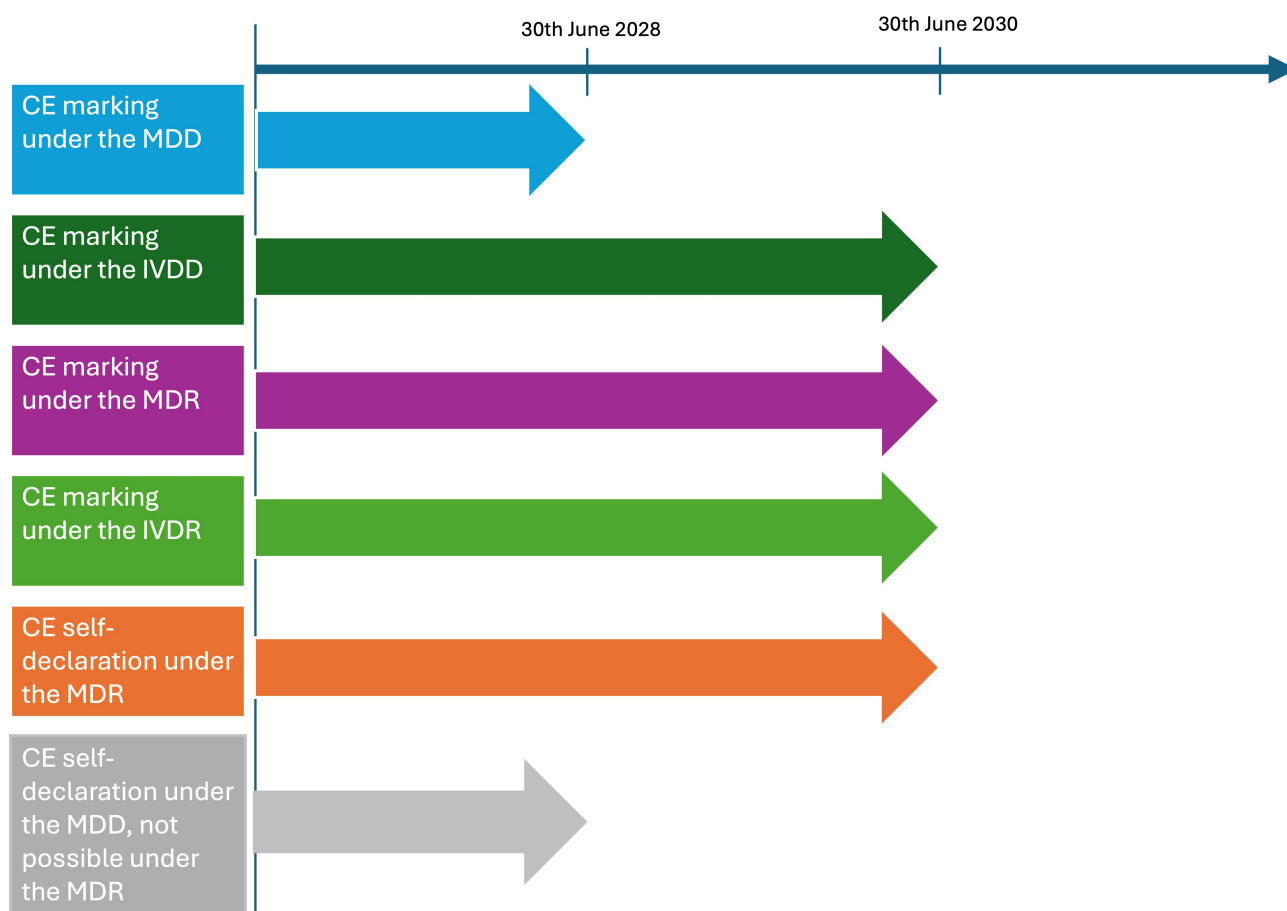 30th June 2028
30th June 2030
CE marking
under the MDD
CE marking
under the IVDD
CE marking
under the MDR
CE marking
under the IVDR
CE self-
declaration under
the MDR
CE self-
declaration under
the MDD, not
possible under
the MDR